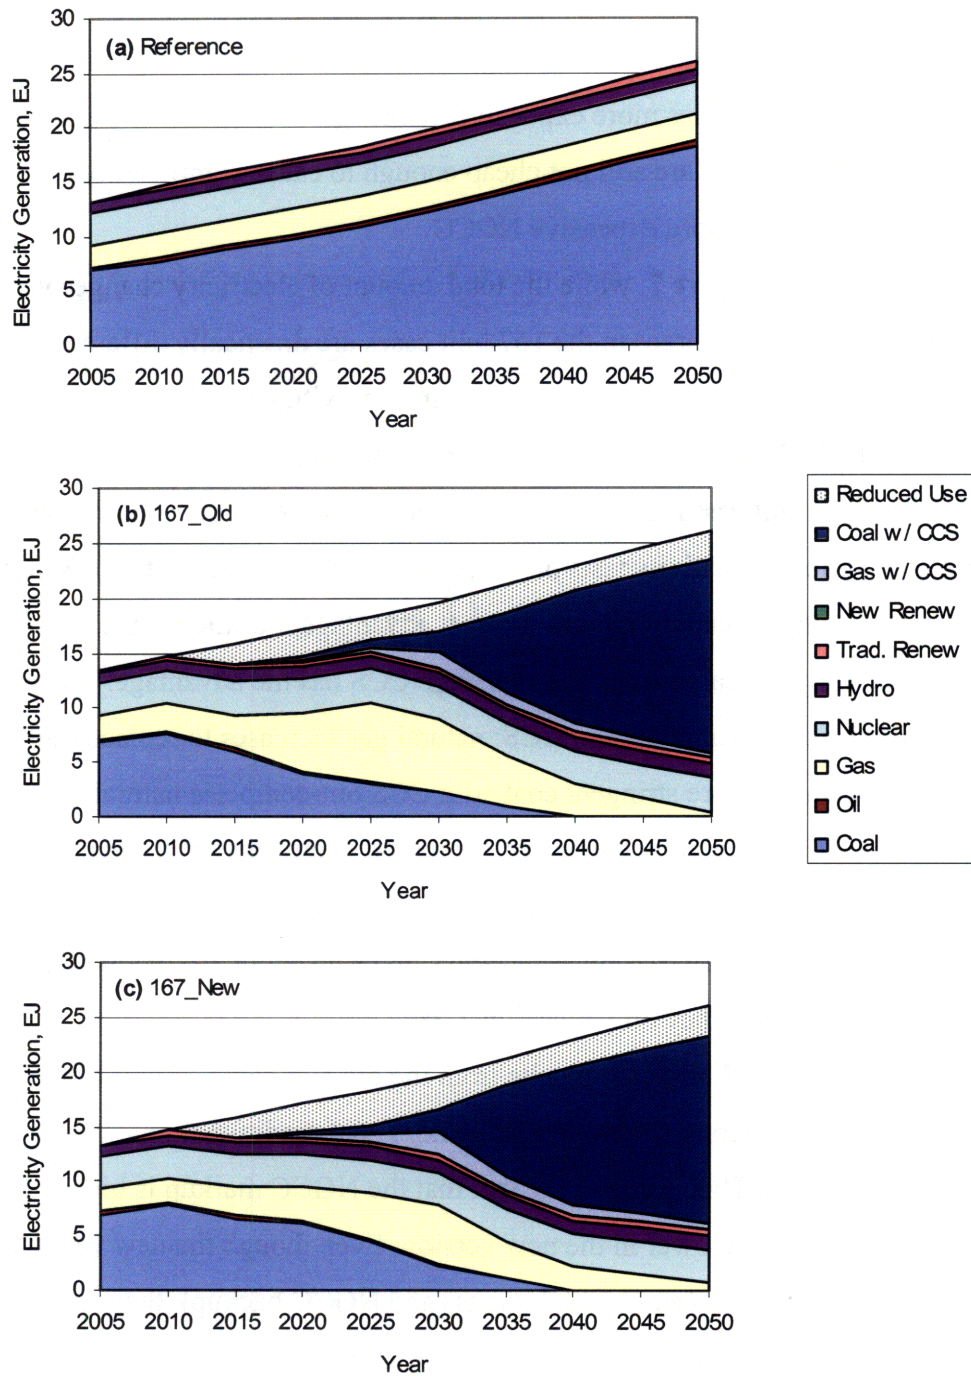 30
25
20
15
10
5
0
Electricity Generation, EJ
(a) Reference
2005 2010 2015 2020 2025 2030 2035 2040 2045 2050
Year
30
25
20
15
10
5
0
Electricity Generation, EJ
(b) 167_Old
2005 2010 2015 2020 2025 2030 2035 2040 2045 2050
Year
Reduced Use
Coal w/ CCS
Gas w/ CCS
New Renew
Trad. Renew
Hydro
Nuclear
Gas
Oil
Coal
30
25
20
15
10
5
0
Electricity Generation, EJ
(c) 167_New
2005 2010 2015 2020 2025 2030 2035 2040 2045 2050
Year